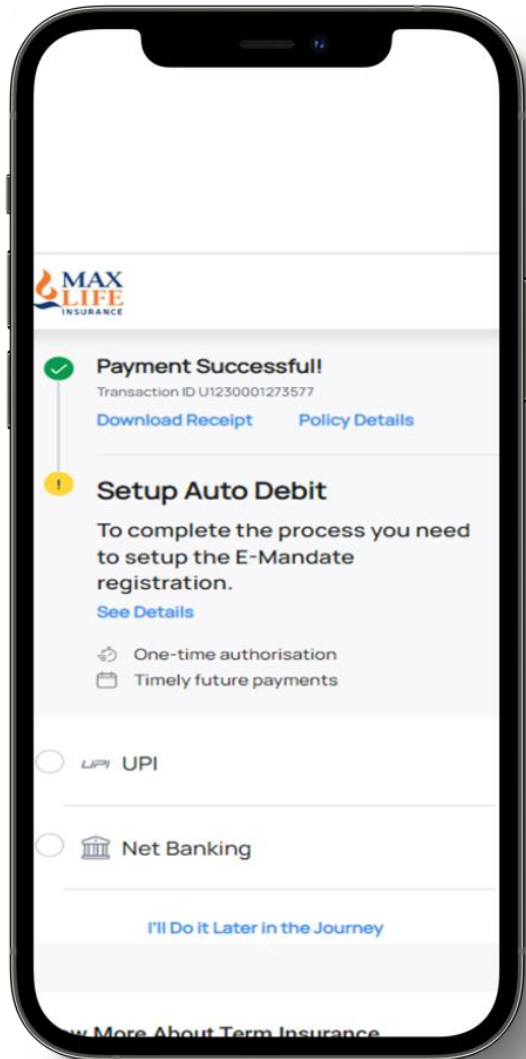 MAX
LIFE
INSURANCE
Payment Successful!
Transaction ID U1230001273577
Download Receipt Policy Details
!
Setup Auto Debit
To complete the process you need
to setup the E-Mandate
registration.
See Details
One-time authorisation
Timely future payments
UPI UPI
Net Banking
I'll Do it Later in the Journey
More About Term Insurance